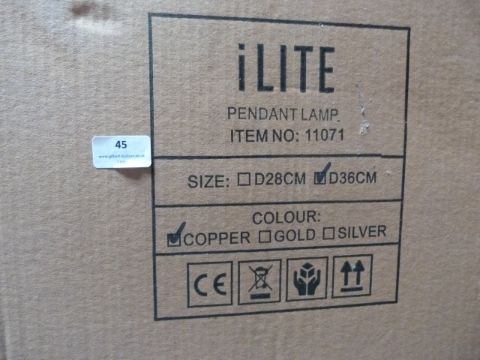 iLITE
PENDANT LAMP
ITEM NO: 11071
45
SIZE: D28CM D36CM
COLOUR:
COPPER GOLD SILVER
CE